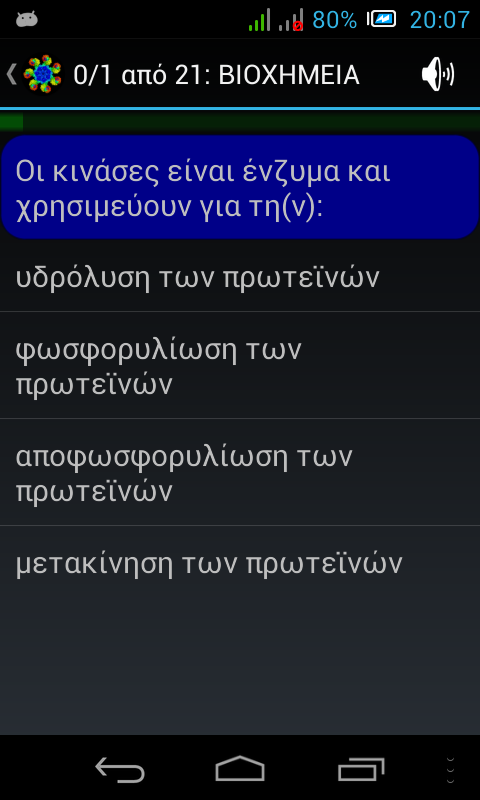 80% 20:07
0/1 από 21: ΒΙΟΧΗΜΕΙΑ
Οι κινάσες είναι ένζυμα και
χρησιμεύουν για τη(ν):
υδρόλυση των πρωτεϊνών
φωσφορυλίωση των
πρωτεϊνών
αποφωσφορυλίωση των
πρωτεϊνών
μετακίνηση των πρωτεϊνών